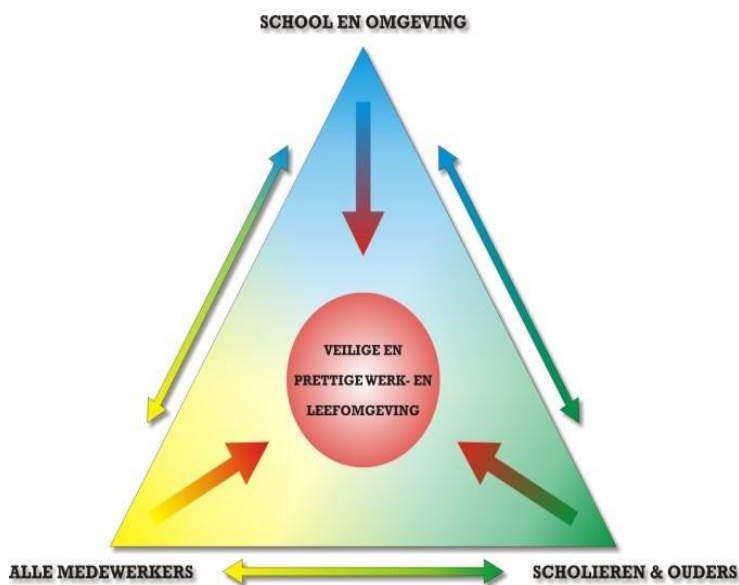 SCHOOL EN OMGEVING
VEILIGE EN
PRETTIGE WERK- EN
LEEFOMGEVING
ALLE MEDEWERKERS
SCHOLIEREN & OUDERS